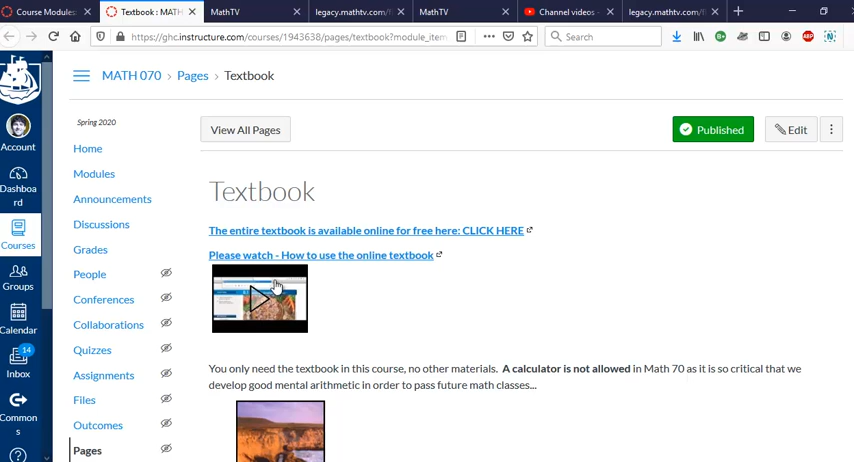 Course Modules:
Textbook : MATH
MathTV
legacy.mathtv.com/f
MathTV
Channel videos -
legacy.mathtv.com/f
https://ghc.instructure.com/courses/1943638/pages/textbook?module_item
Search
ABP
N
MATH 070 › Pages › Textbook
Account
Dashboa
rd
Courses
Groups
Calendar
14
Inbox
Common
s
Spring 2020
Home
Modules
Announcements
Discussions
Grades
People
Conferences
Collaborations
Quizzes
Assignments
Files
Outcomes
Pages
View All Pages
Published
Edit
Textbook
The entire textbook is available online for free here: CLICK HERE
Please watch - How to use the online textbook
You only need the textbook in this course, no other materials. A calculator is not allowed in Math 70 as it is so critical that we
develop good mental arithmetic in order to pass future math classes...